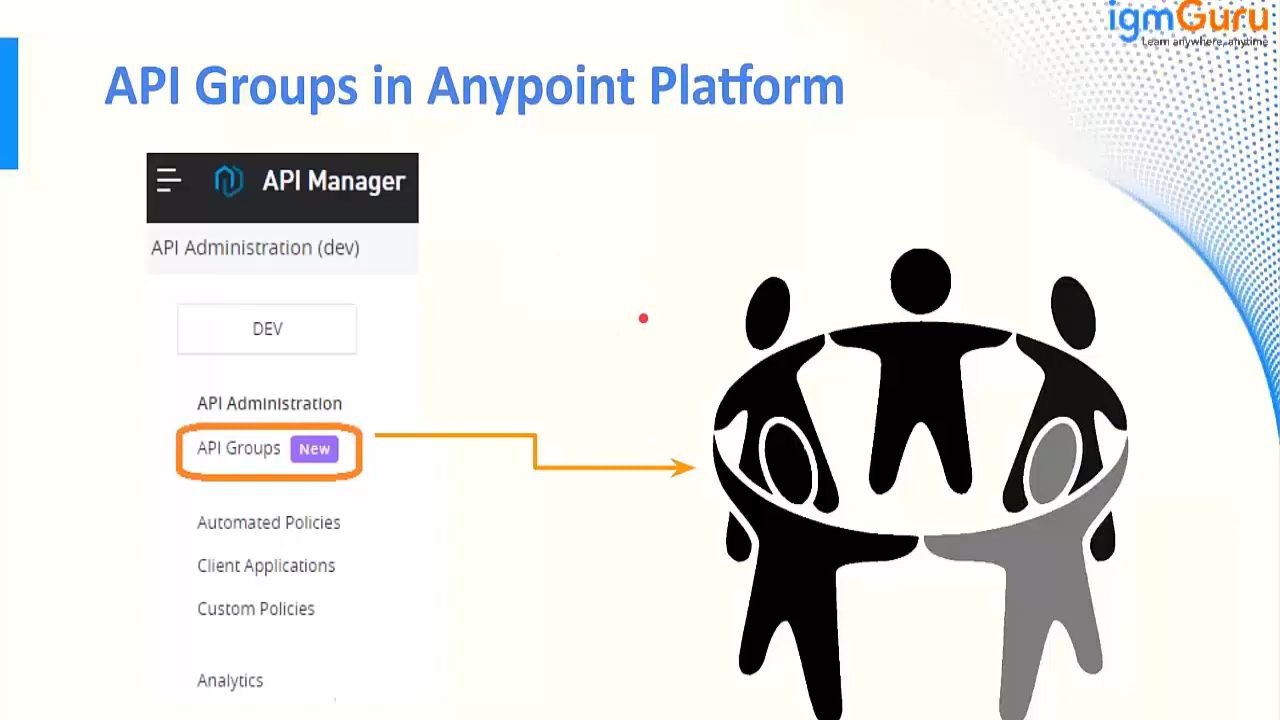 igmGuru
Learn anywhere, anytime
API Groups in Anypoint Platform
API Manager
API Administration (dev)
DEV
API Administration
API Groups New
Automated Policies
Client Applications
Custom Policies
Analytics